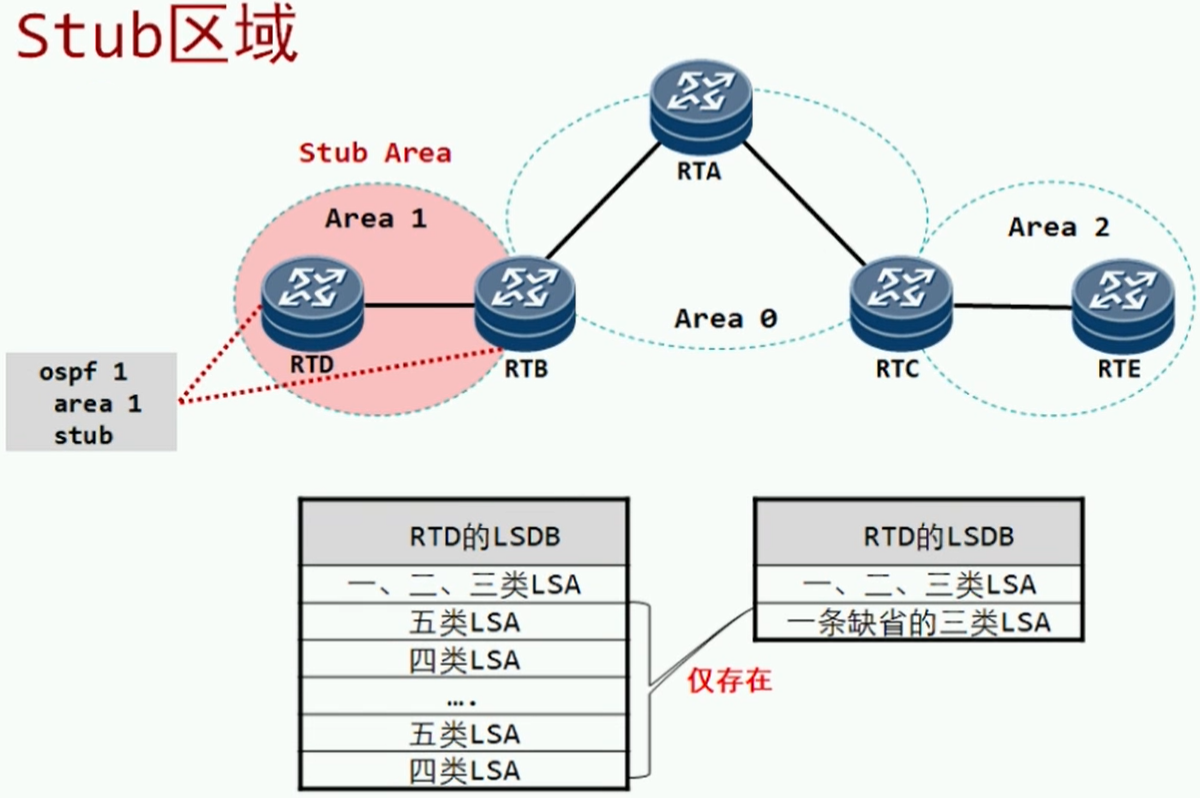 Stub区域
RTA
Stub Area
Area 1
Area 2
Area 0
RTD
RTB
RTC
RTE
ospf 1
area 1
stub
RTD的LSDB
一、二、三类LSA
五类LSA
四类LSA
….
五类LSA
四类LSA
仅存在
RTD的LSDB
一、二、三类LSA
一条缺省的三类LSA